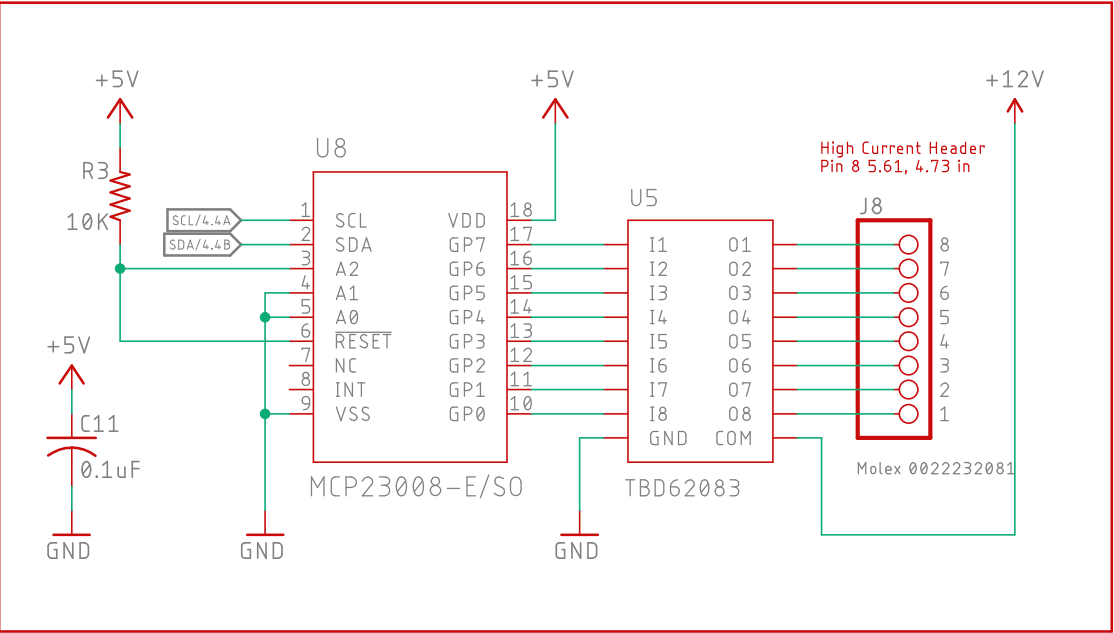 +5V
+5V
+12V
High Current Header
Pin 8 5.61, 4.73 in
U8
R3
10K
U5
J8
SCL/4.4A
SDA/4.4B
1 SCL VDD 18
2 SDA GP7 17 I1 O1 8
3 A2 GP6 16 I2 O2 7
4 A1 GP5 15 I3 O3 6
5 A0 GP4 14 I4 O4 5
6 RESET GP3 13 I5 O5 4
7 NC GP2 12 I6 O6 3
8 INT GP1 11 I7 O7 2
9 VSS GP0 10 I8 O8 1
GND COM
+5V
C11
0.1uF
GND
MCP23008-E/SO
GND
TBD62083
GND
Molex 0022232081